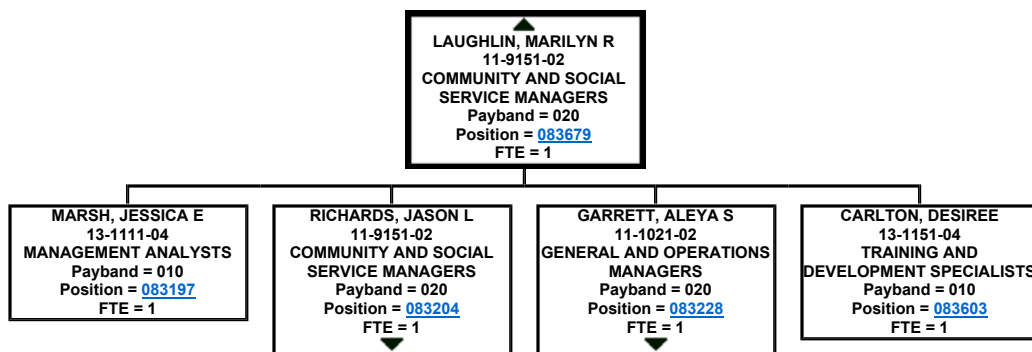 LAUGHLIN, MARILYN R
11-9151-02
COMMUNITY AND SOCIAL
SERVICE MANAGERS
Payband = 020
Position = 083679
FTE = 1
MARSH, JESSICA E
13-1111-04
MANAGEMENT ANALYSTS
Payband = 010
Position = 083197
FTE = 1
RICHARDS, JASON L
11-9151-02
COMMUNITY AND SOCIAL
SERVICE MANAGERS
Payband = 020
Position = 083204
FTE = 1
GARRETT, ALEYA S
11-1021-02
GENERAL AND OPERATIONS
MANAGERS
Payband = 020
Position = 083228
FTE = 1
CARLTON, DESIREE
13-1151-04
TRAINING AND
DEVELOPMENT SPECIALISTS
Payband = 010
Position = 083603
FTE = 1